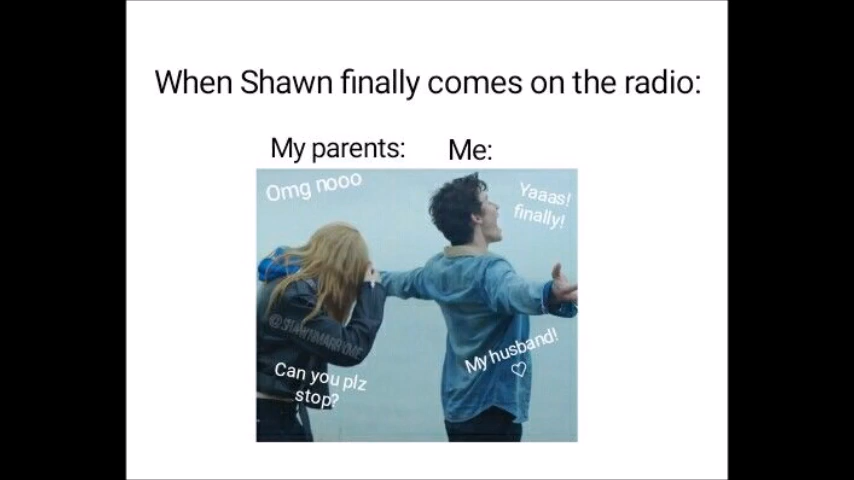 When Shawn finally comes on the radio:
My parents: Me:
Omg nooo
Yaaas!
finally!
@SHAWNMARRYME
My husband!
♡
Can you plz
stop?